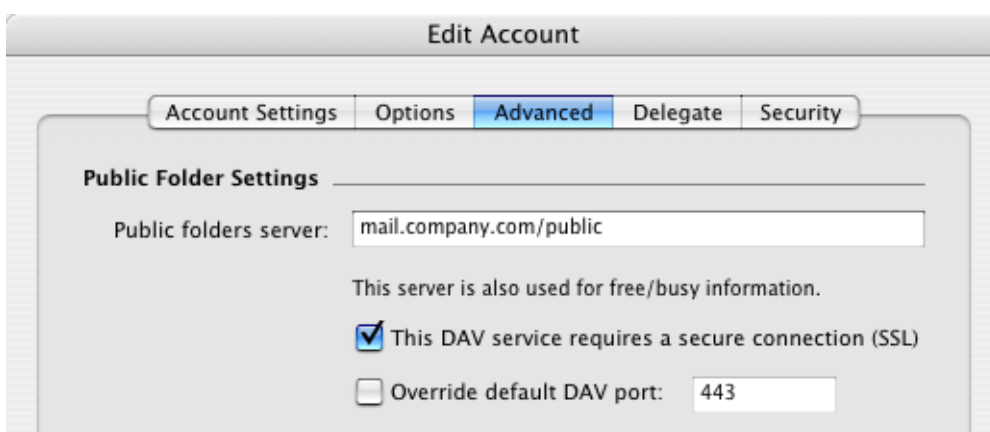 Edit Account
Account Settings Options Advanced Delegate Security
Public Folder Settings
Public folders server: mail.company.com/public
This server is also used for free/busy information.
This DAV service requires a secure connection (SSL)
Override default DAV port: 443